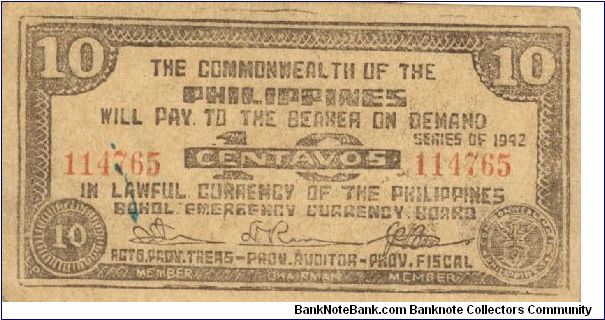 10 10
THE COMMONWEALTH OF THE
PHILIPPINES
WILL PAY TO THE BEARER ON DEMAND
SERIES OF 1942
10
114765 CENTAVOS 114765
IN LAWFUL CURRENCY OF THE PHILIPPINES
BOHOL EMERGENCY CURRENCY BOARD
10
ACTG. PROV. TREAS - PROV. AUDITOR - PROV. FISCAL
MEMBER CHAIRMAN MEMBER
BankNoteBank.com Banknote Collectors Community